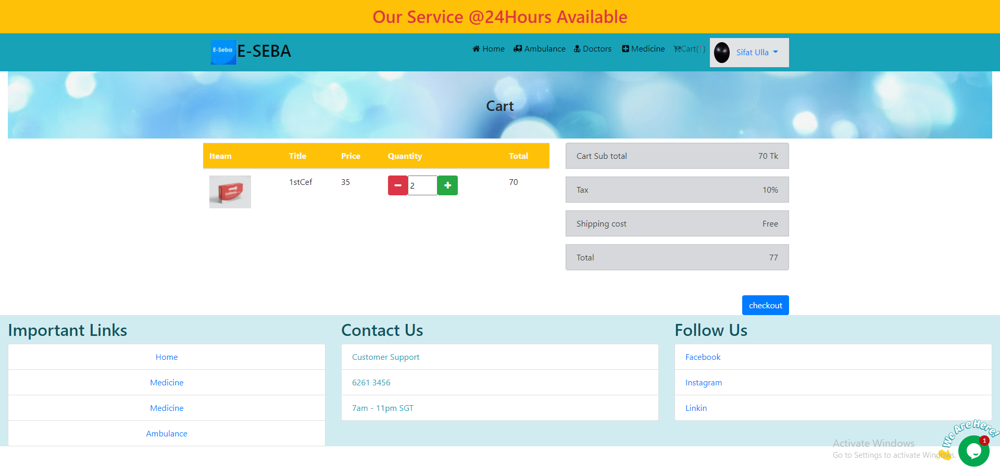 Our Service @24Hours Available
E-Seba E-SEBA Home Ambulance Doctors Medicine Cart(1) Sifat Ulla
Cart
Iteam Title Price Quantity Total
1stCef 35 2 70
Cefimix
Cart Sub total 70 Tk
Tax 10%
Shipping cost Free
Total 77
checkout
Important Links
Home
Medicine
Medicine
Ambulance
Contact Us
Customer Support
6261 3456
7am - 11pm SGT
Follow Us
Facebook
Instagram
Linkin
We Are Here!
1
Activate Windows
Go to Settings to activate Windows.